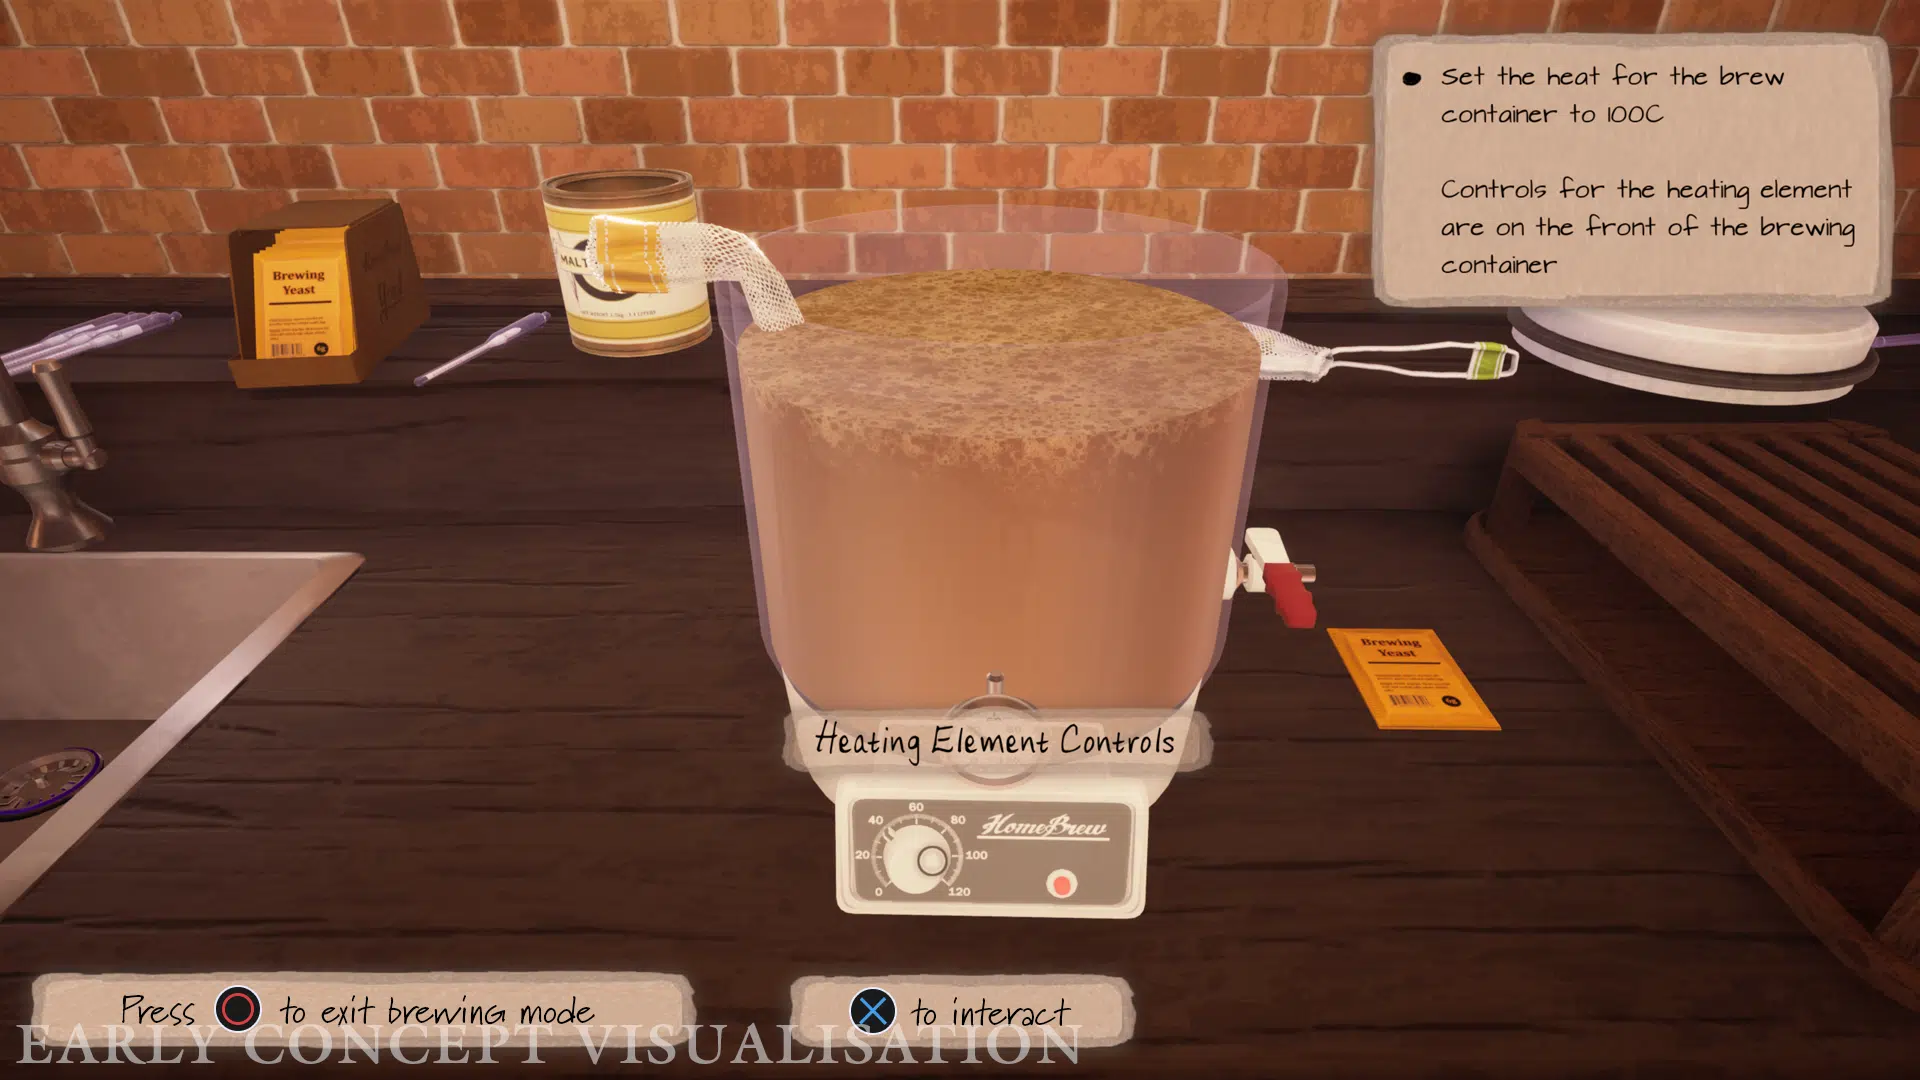 Set the heat for the brew
container to 100C
Controls for the heating element
are on the front of the brewing
container
Brewing
Yeast
MALT
Brewing
Yeast
6g
Heating Element Controls
0
20
40
60
80
100
120
HomeBrew
Press to exit brewing mode
to interact
EARLY CONCEPT VISUALISATION